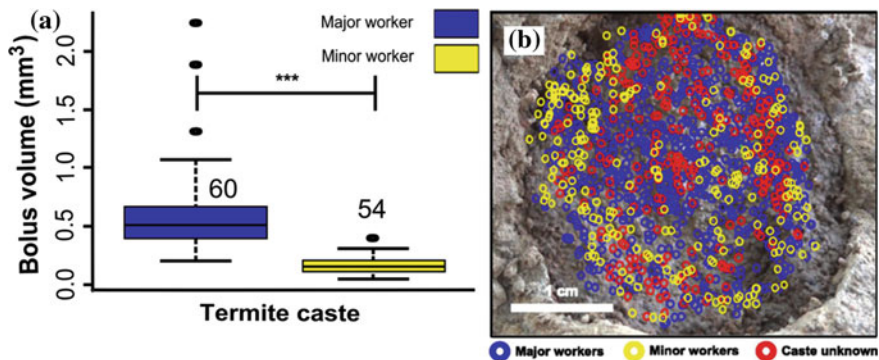 (a)
Major worker
Minor worker
Bolus volume (mm³)
2.0
1.5
1.0
0.5
0.0
***
60
54
Termite caste
(b)
1 cm
Major workers
Minor workers
Caste unknown